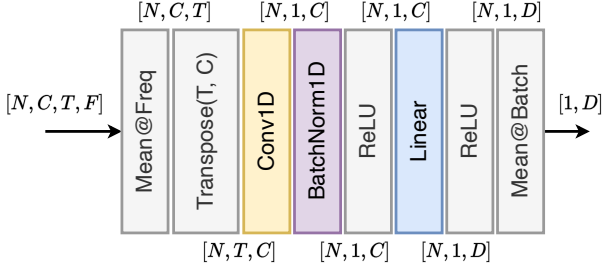 [N, C, T]
[N, 1, C]
[N, 1, C]
[N, 1, D]
[N, C, T, F]
Mean@Freq
Transpose(T, C)
Conv1D
BatchNorm1D
ReLU
Linear
ReLU
Mean@Batch
[1, D]
[N, T, C]
[N, 1, C]
[N, 1, D]